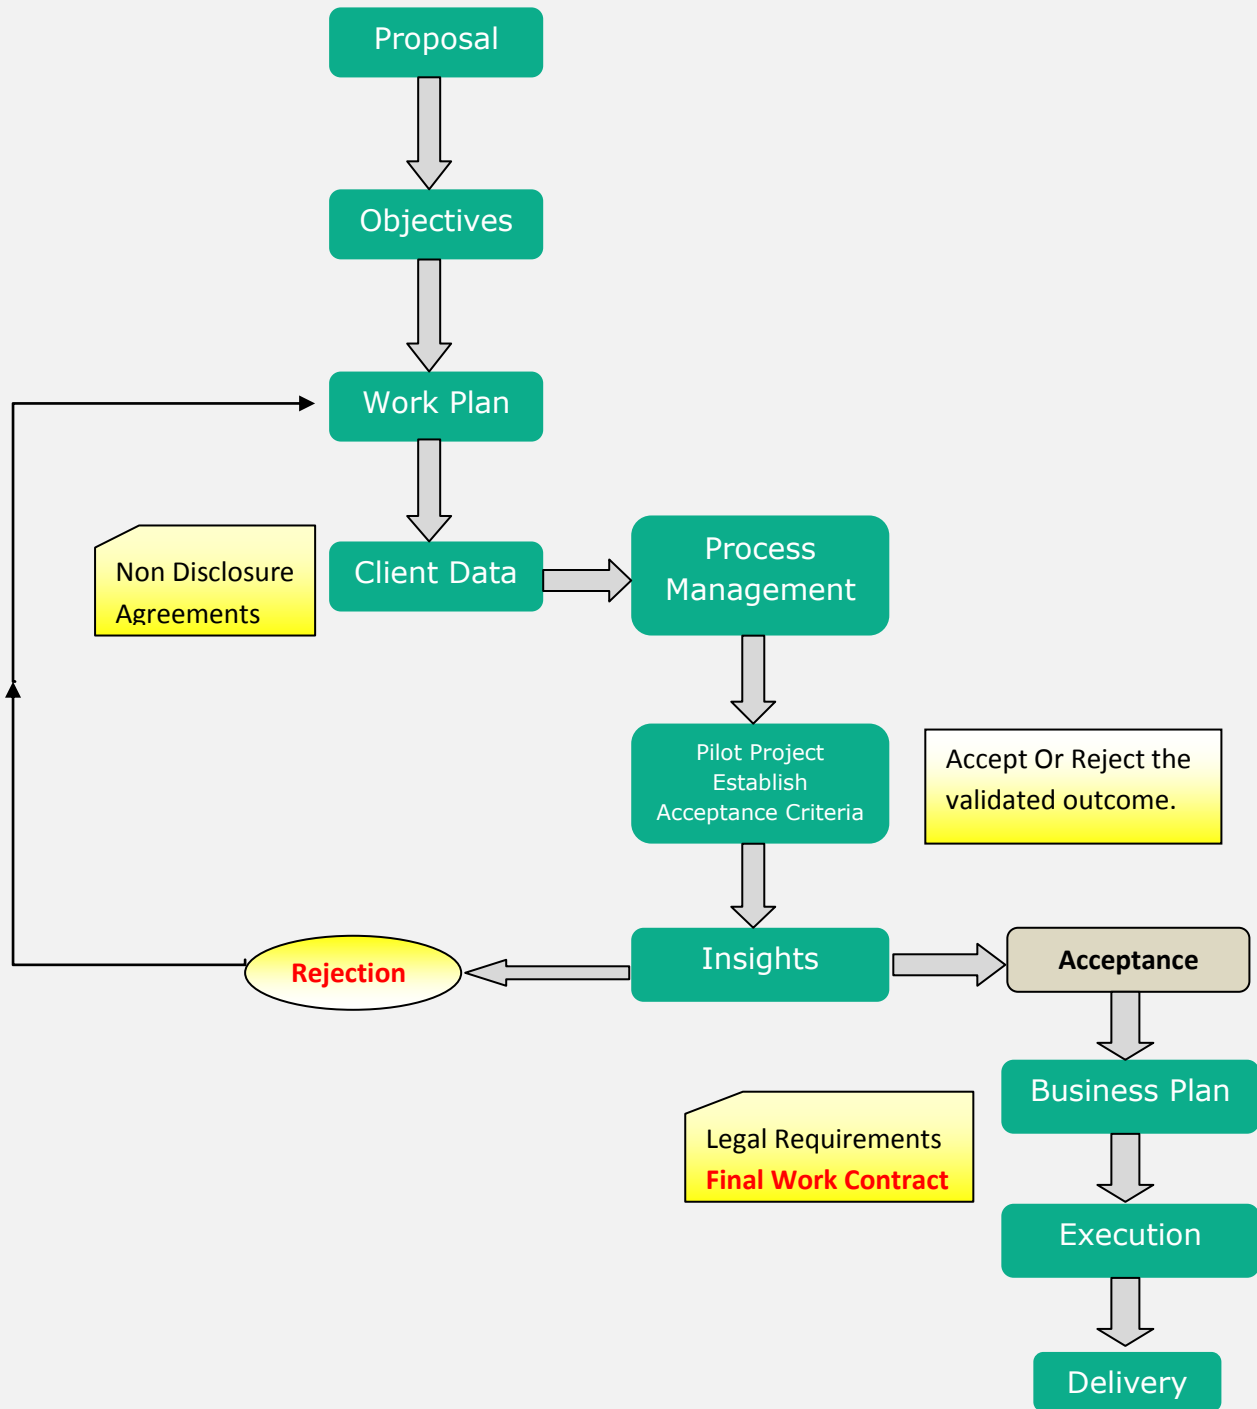 Proposal
Objectives
Work Plan
Non Disclosure
Agreements
Client Data
Process
Management
Pilot Project
Establish
Acceptance Criteria
Accept Or Reject the
validated outcome.
Rejection
Insights
Acceptance
Business Plan
Legal Requirements
Final Work Contract
Execution
Delivery